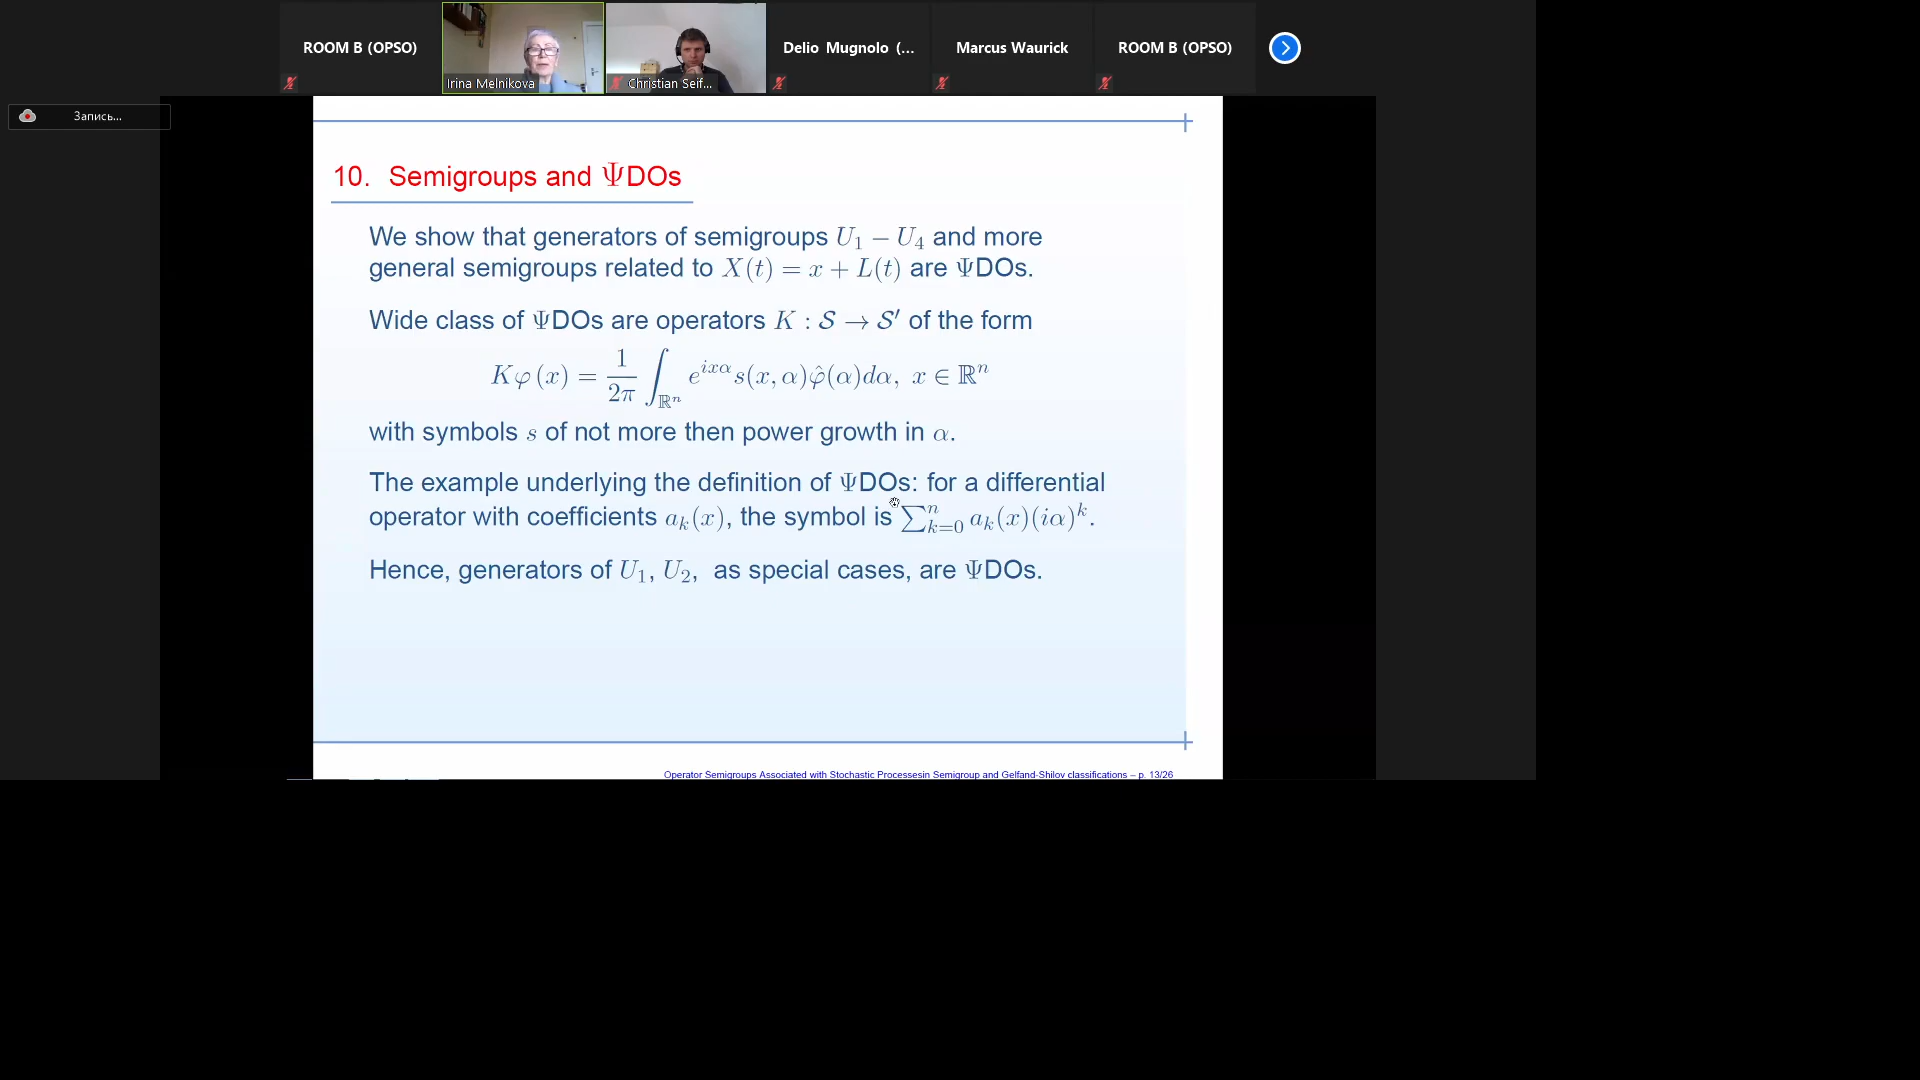 ROOM B (OPSO)
Irina Melnikova
Christian Seif...
Delio Mugnolo (...
Marcus Waurick
ROOM B (OPSO)
Запись...
10. Semigroups and ΨDOs
We show that generators of semigroups U₁ − U₄ and more
general semigroups related to X(t) = x + L(t) are ΨDOs.
Wide class of ΨDOs are operators K : 𝒮 → 𝒮′ of the form
Kφ (x) = \frac{1}{2π} ∫_{ℝⁿ} e^{ixα} s(x, α)φ̂(α)dα, x ∈ ℝⁿ
with symbols s of not more then power growth in α.
The example underlying the definition of ΨDOs: for a differential
operator with coefficients aₖ(x), the symbol is ∑_{k=0}^{n} aₖ(x)(iα)ᵏ.
Hence, generators of U₁, U₂, as special cases, are ΨDOs.
Operator Semigroups Associated with Stochastic Processesin Semigroup and Gelfand-Shilov classifications – p. 13/26